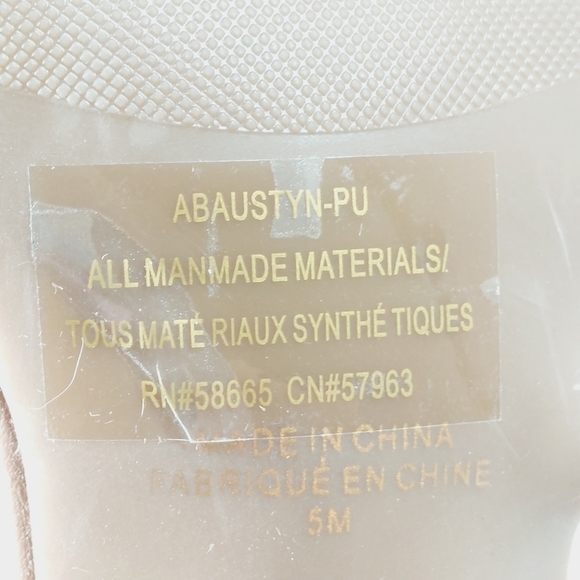 ABAUSTYN-PU
ALL MANMADE MATERIALS/
TOUS MATÉ RIAUX SYNTHÉ TIQUES
RN#58665 CN#57963
MADE IN CHINA
FABRIQUÉ EN CHINE
5M